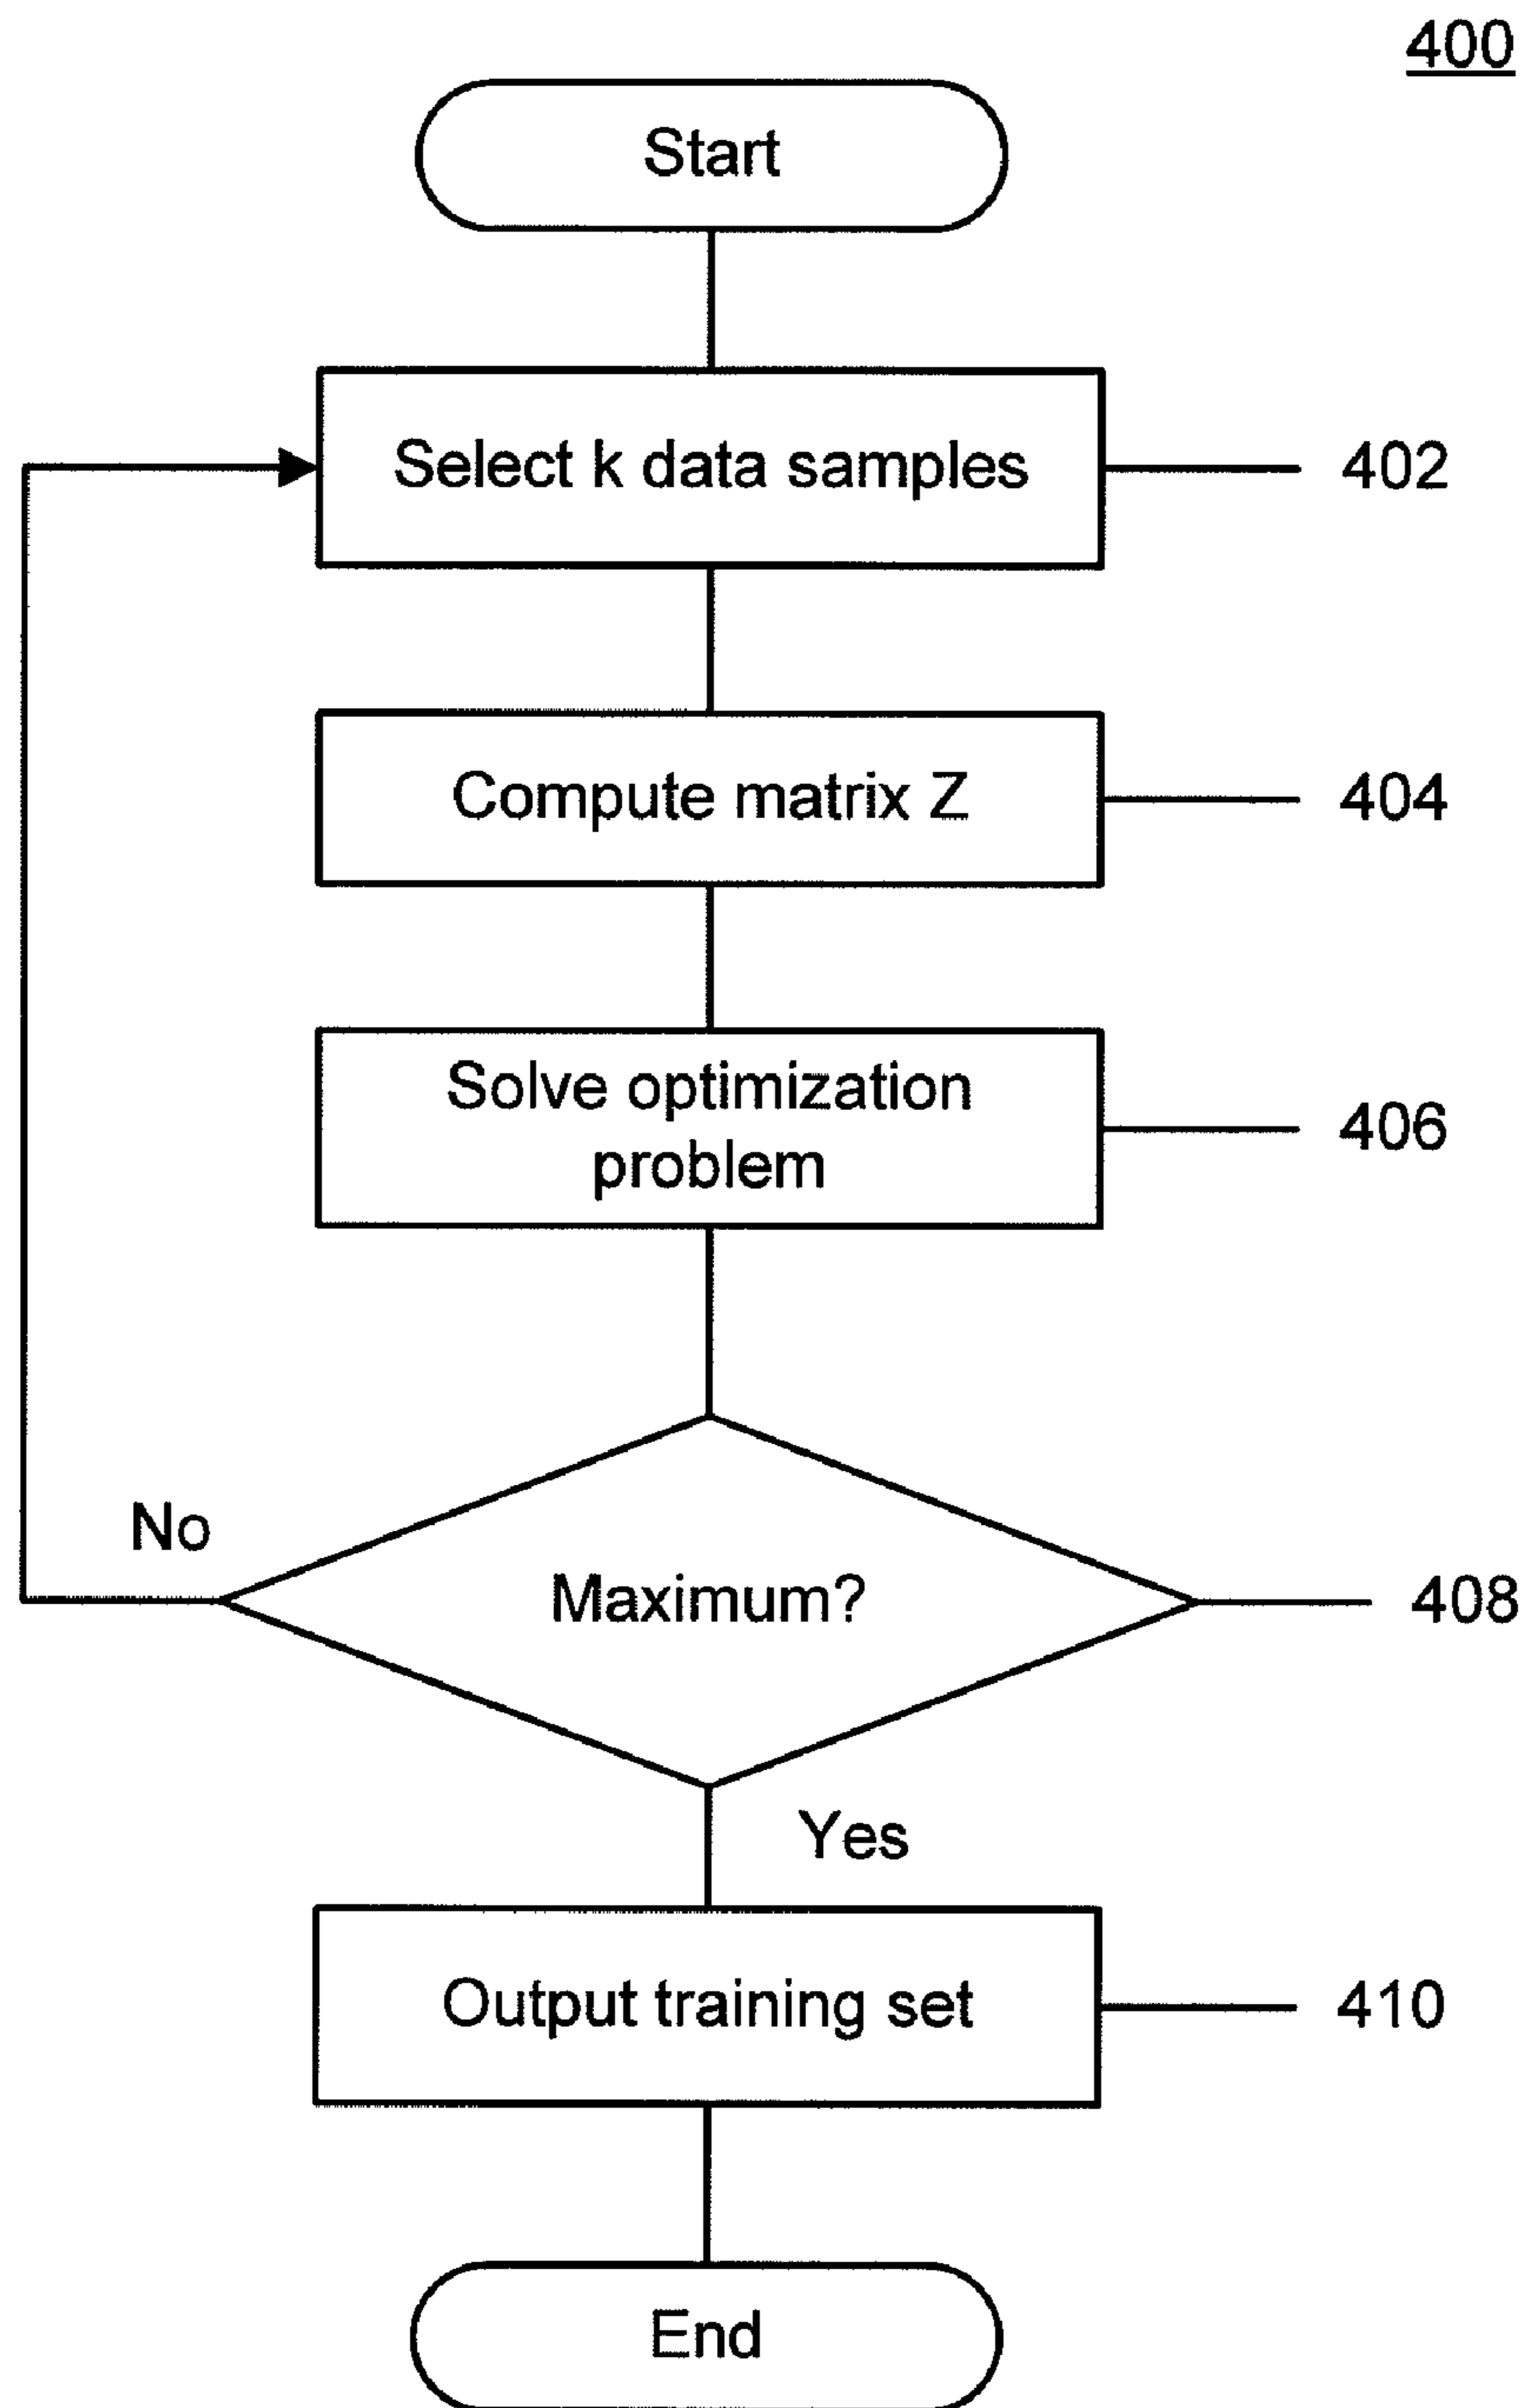 400
Start
Select k data samples
402
Compute matrix Z
404
Solve optimization
problem
406
No
Maximum?
408
Yes
Output training set
410
End